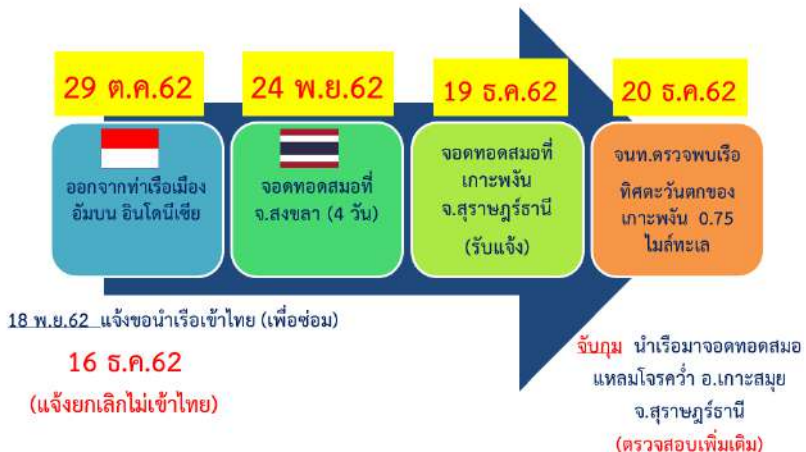 29 ต.ค.62
24 พ.ย.62
19 ธ.ค.62
20 ธ.ค.62
ออกจากท่าเรือเมือง
อัมบน อินโดนีเซีย
จอดทอดสมอที่
จ.สงขลา (4 วัน)
จอดทอดสมอที่
เกาะพงัน
จ.สุราษฎร์ธานี
(รับแจ้ง)
จนท.ตรวจพบเรือ
ทิศตะวันตกของ
เกาะพงัน 0.75
ไมล์ทะเล
18 พ.ย.62 แจ้งขอนำเรือเข้าไทย (เพื่อซ่อม)
16 ธ.ค.62
(แจ้งยกเลิกไม่เข้าไทย)
จับกุม นำเรือมาจอดทอดสมอ
แหลมโจรคว่ำ อ.เกาะสมุย
จ.สุราษฎร์ธานี
(ตรวจสอบเพิ่มเติม)